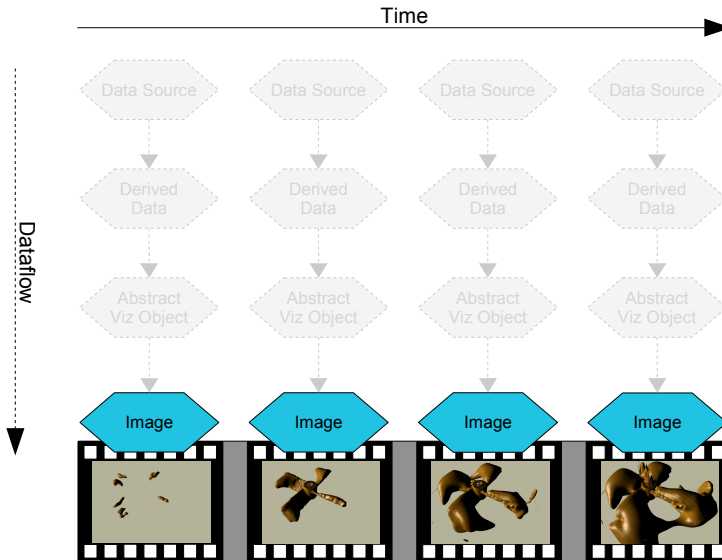 Time
Dataflow
Data Source
Data Source
Data Source
Data Source
Derived
Data
Derived
Data
Derived
Data
Derived
Data
Abstract
Viz Object
Abstract
Viz Object
Abstract
Viz Object
Abstract
Viz Object
Image
Image
Image
Image